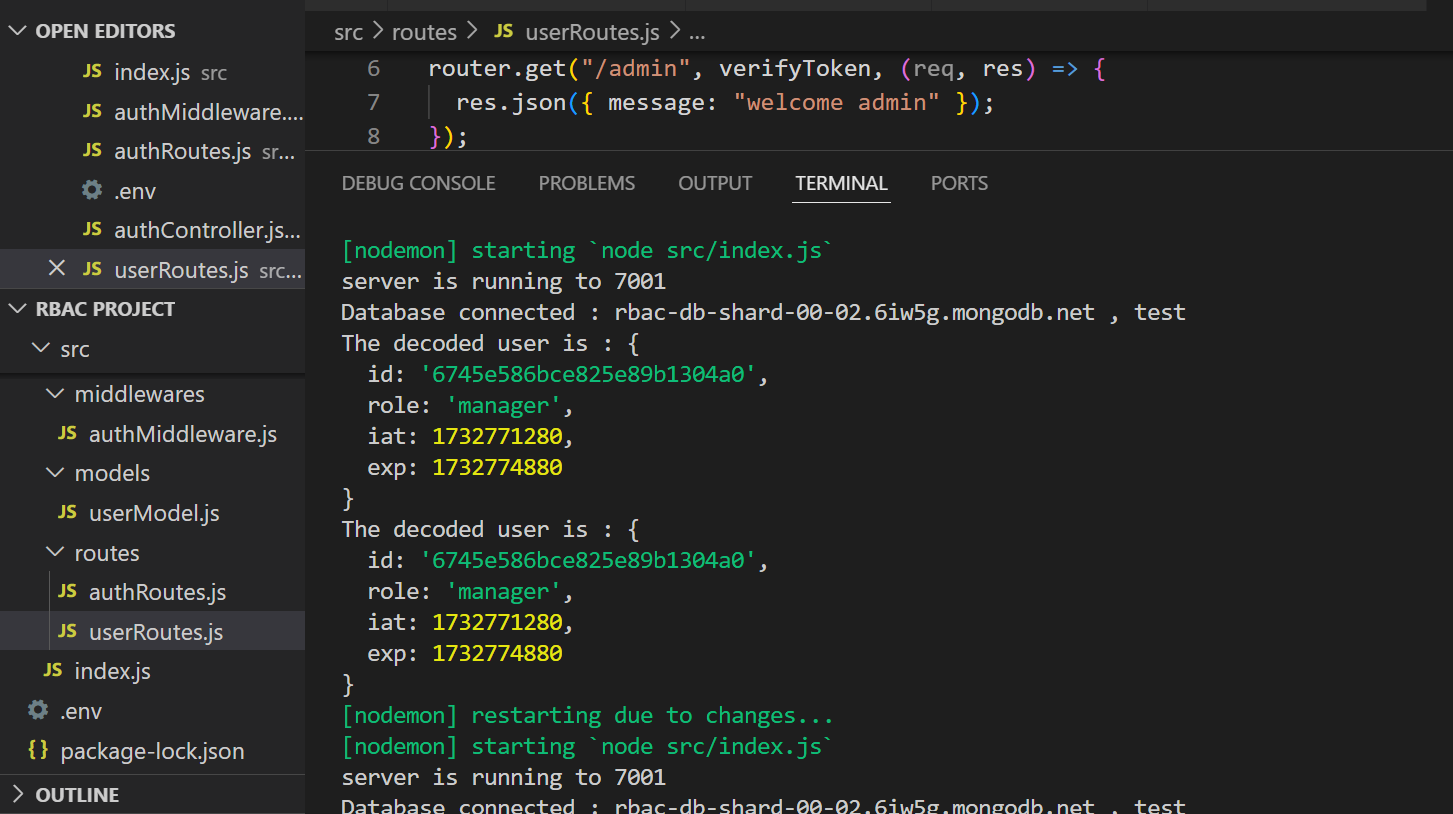 OPEN EDITORS
JS index.js src
JS authMiddleware....
JS authRoutes.js sr...
.env
JS authController.js...
JS userRoutes.js src...
RBAC PROJECT
src
middlewares
JS authMiddleware.js
models
JS userModel.js
routes
JS authRoutes.js
JS userRoutes.js
JS index.js
.env
{} package-lock.json
OUTLINE
src > routes > JS userRoutes.js > ...
6 router.get("/admin", verifyToken, (req, res) => {
7 res.json({ message: "welcome admin" });
8 });
DEBUG CONSOLE PROBLEMS OUTPUT TERMINAL PORTS
[nodemon] starting `node src/index.js`
server is running to 7001
Database connected : rbac-db-shard-00-02.6iw5g.mongodb.net , test
The decoded user is : {
id: '6745e586bce825e89b1304a0',
role: 'manager',
iat: 1732771280,
exp: 1732774880
}
The decoded user is : {
id: '6745e586bce825e89b1304a0',
role: 'manager',
iat: 1732771280,
exp: 1732774880
}
[nodemon] restarting due to changes...
[nodemon] starting `node src/index.js`
server is running to 7001
Database connected : rbac-db-shard-00-02.6iw5g.mongodb.net , test